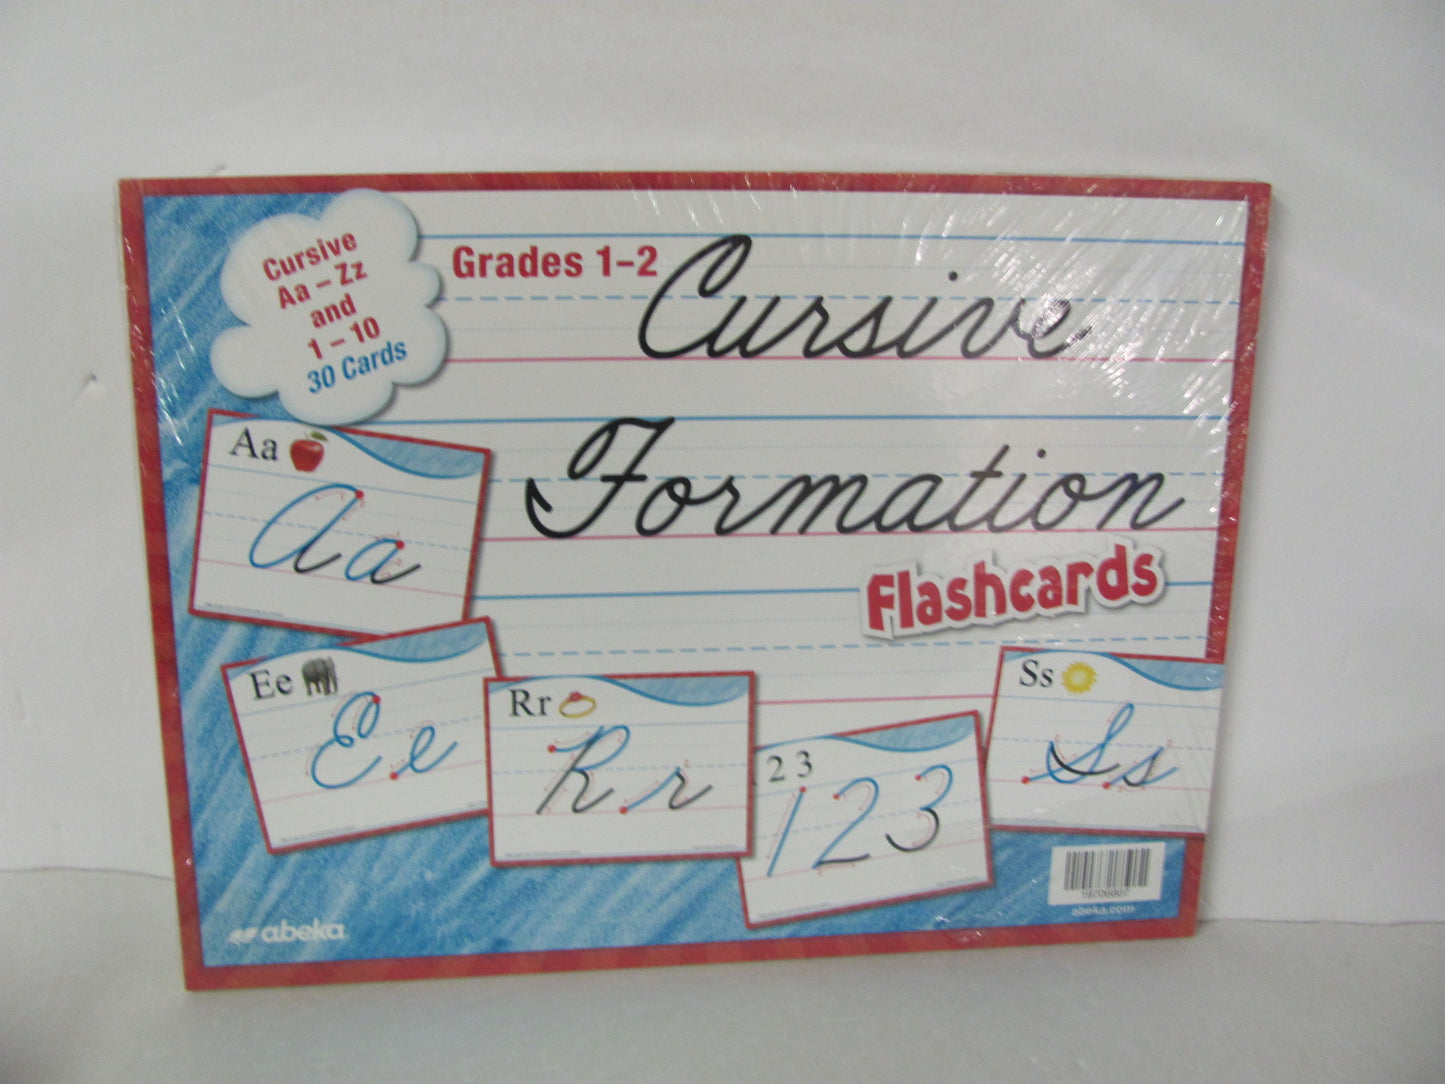 Cursive
Aa – Zz
and
1 – 10
30 Cards
Grades 1–2
Cursive
Formation
Flashcards
Aa
Aa
Ee
Ee
Rr
Rr
2 3
123
Ss
Ss
abeka
19706807
abeka.com